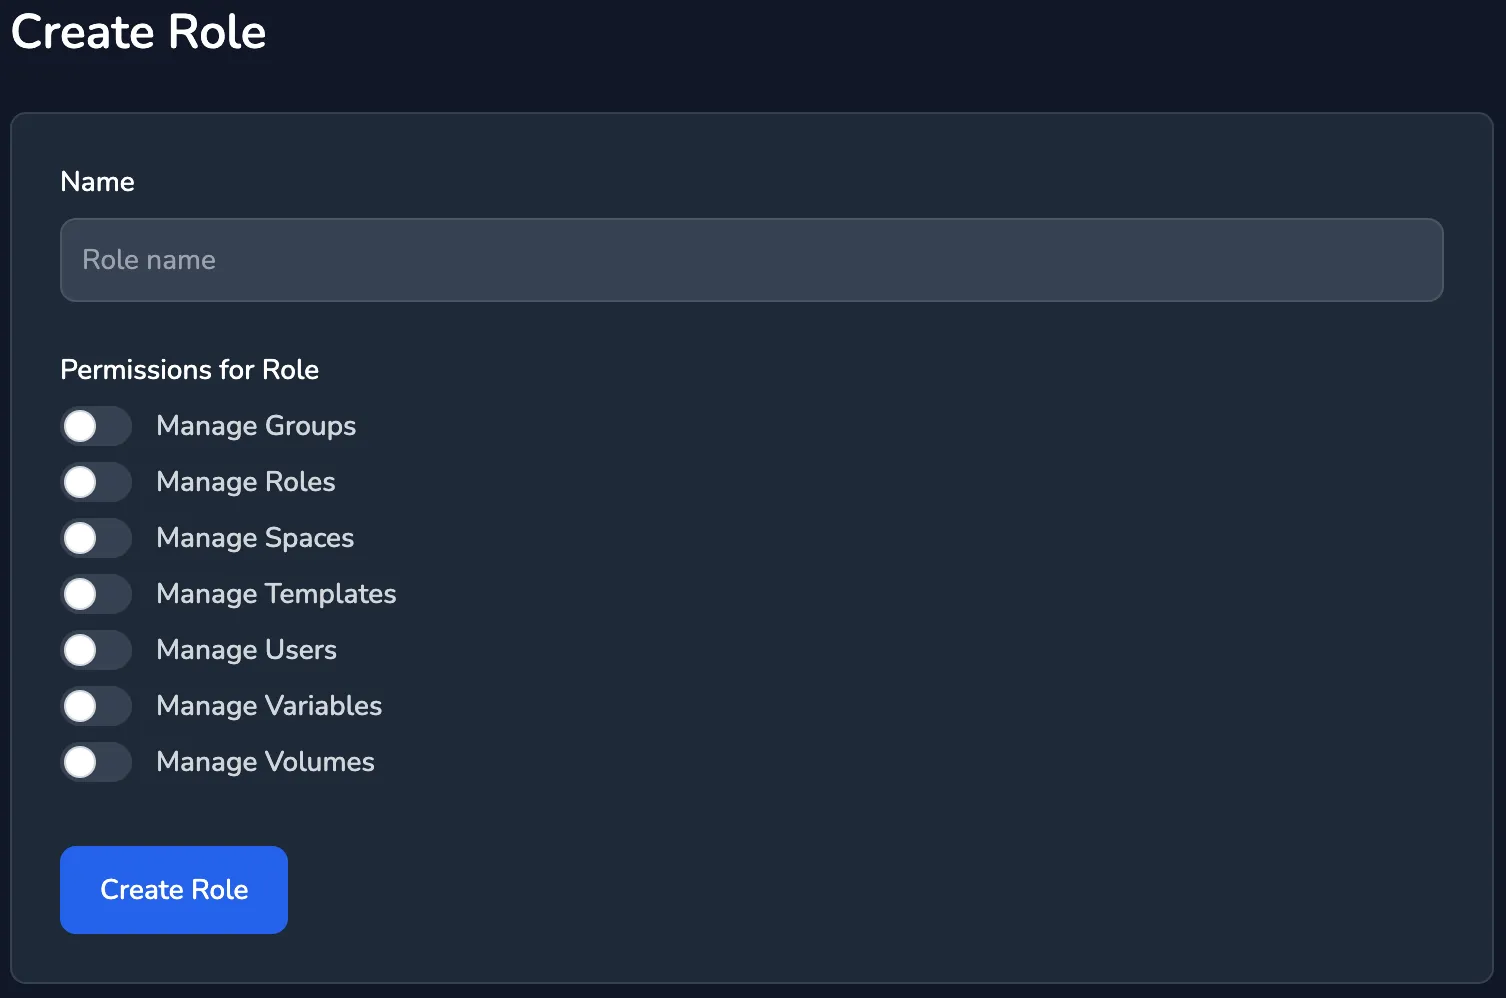 Create Role
Name
Role name
Permissions for Role
Manage Groups
Manage Roles
Manage Spaces
Manage Templates
Manage Users
Manage Variables
Manage Volumes
Create Role